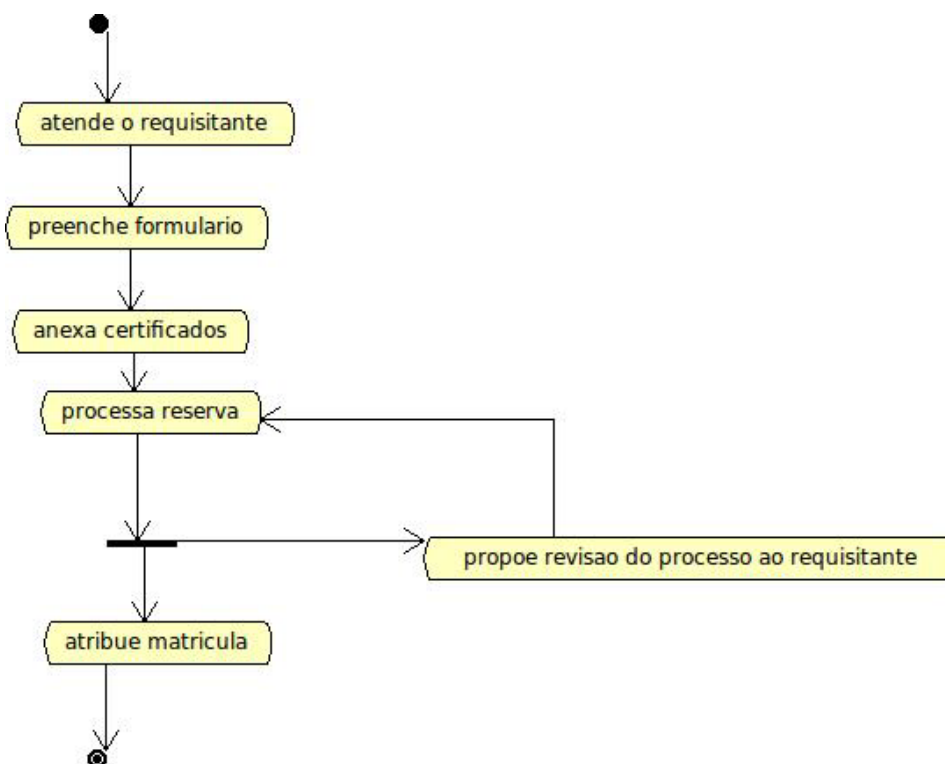 atende o requisitante
preenche formulario
anexa certificados
processa reserva
propoe revisao do processo ao requisitante
atribue matricula